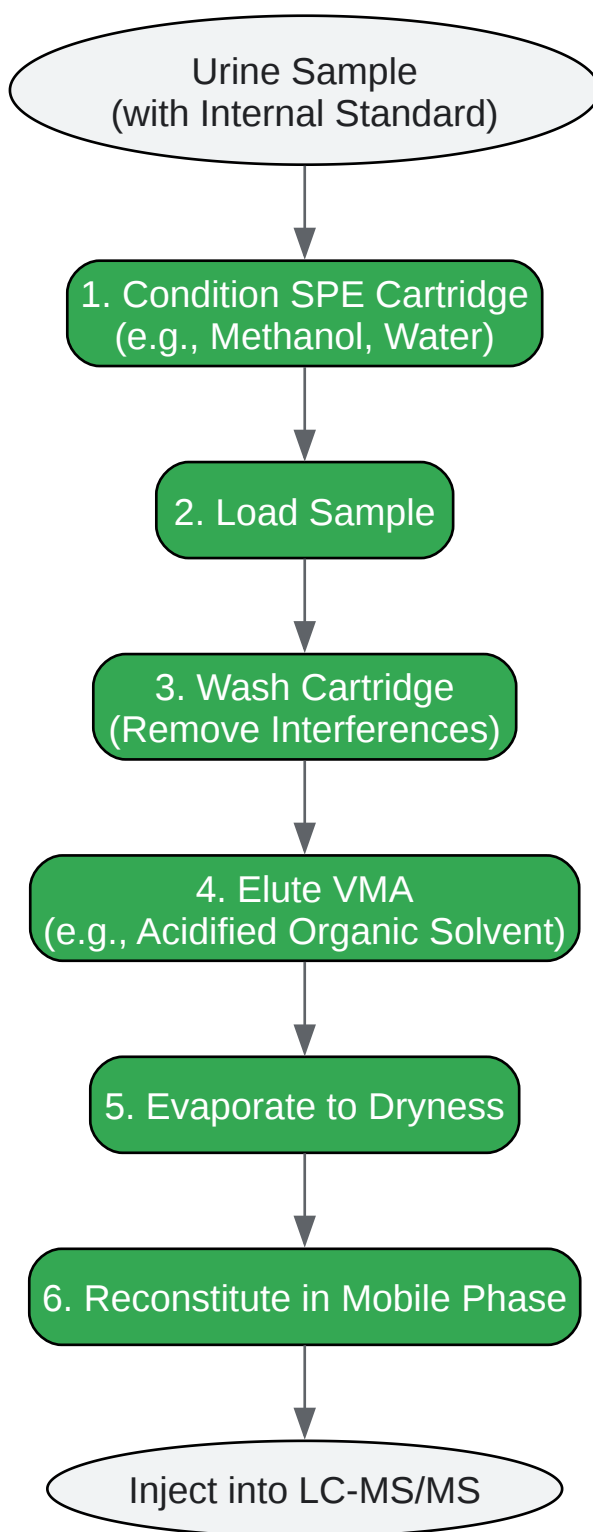 Urine Sample
(with Internal Standard)
1. Condition SPE Cartridge
(e.g., Methanol, Water)
2. Load Sample
3. Wash Cartridge
(Remove Interferences)
4. Elute VMA
(e.g., Acidified Organic Solvent)
5. Evaporate to Dryness
6. Reconstitute in Mobile Phase
Inject into LC-MS/MS